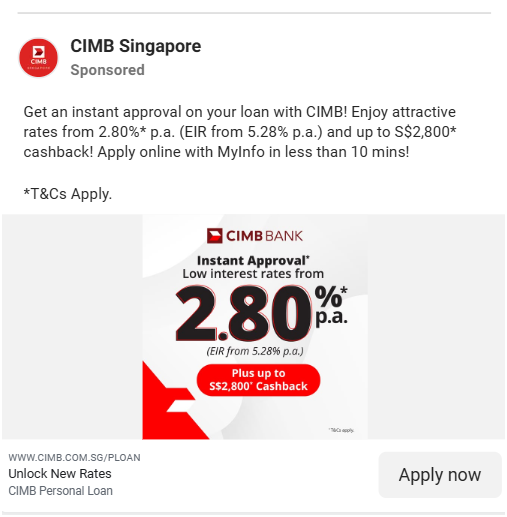 CIMB
SINGAPORE
CIMB Singapore
Sponsored
Get an instant approval on your loan with CIMB! Enjoy attractive
rates from 2.80%* p.a. (EIR from 5.28% p.a.) and up to S$2,800*
cashback! Apply online with MyInfo in less than 10 mins!
*T&Cs Apply.
CIMB BANK
Instant Approval*
Low interest rates from
2.80%*
p.a.
(EIR from 5.28% p.a.)
Plus up to
S$2,800* Cashback
*T&Cs apply.
WWW.CIMB.COM.SG/PLOAN
Unlock New Rates
CIMB Personal Loan
Apply now